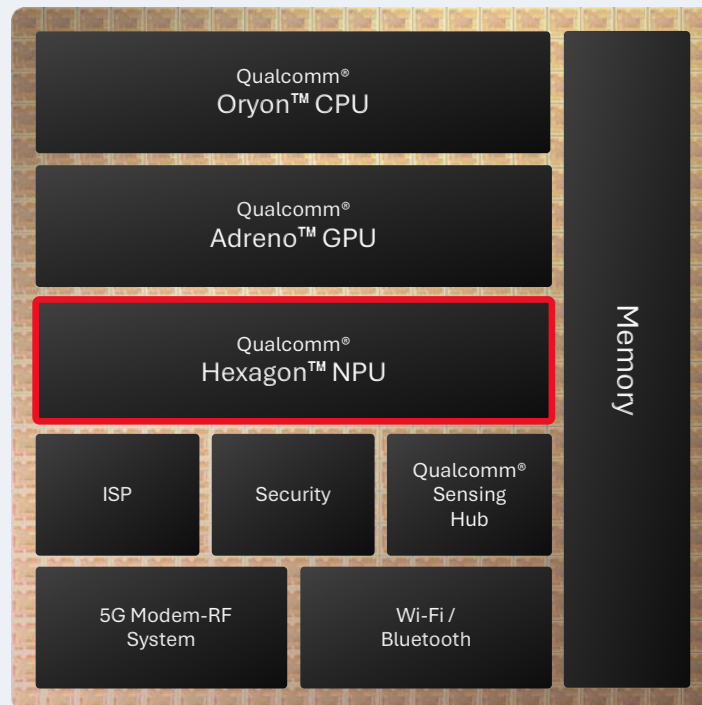 Qualcomm®
Oryon™ CPU
Qualcomm®
Adreno™ GPU
Qualcomm®
Hexagon™ NPU
Memory
ISP
Security
Qualcomm®
Sensing
Hub
5G Modem-RF
System
Wi-Fi /
Bluetooth